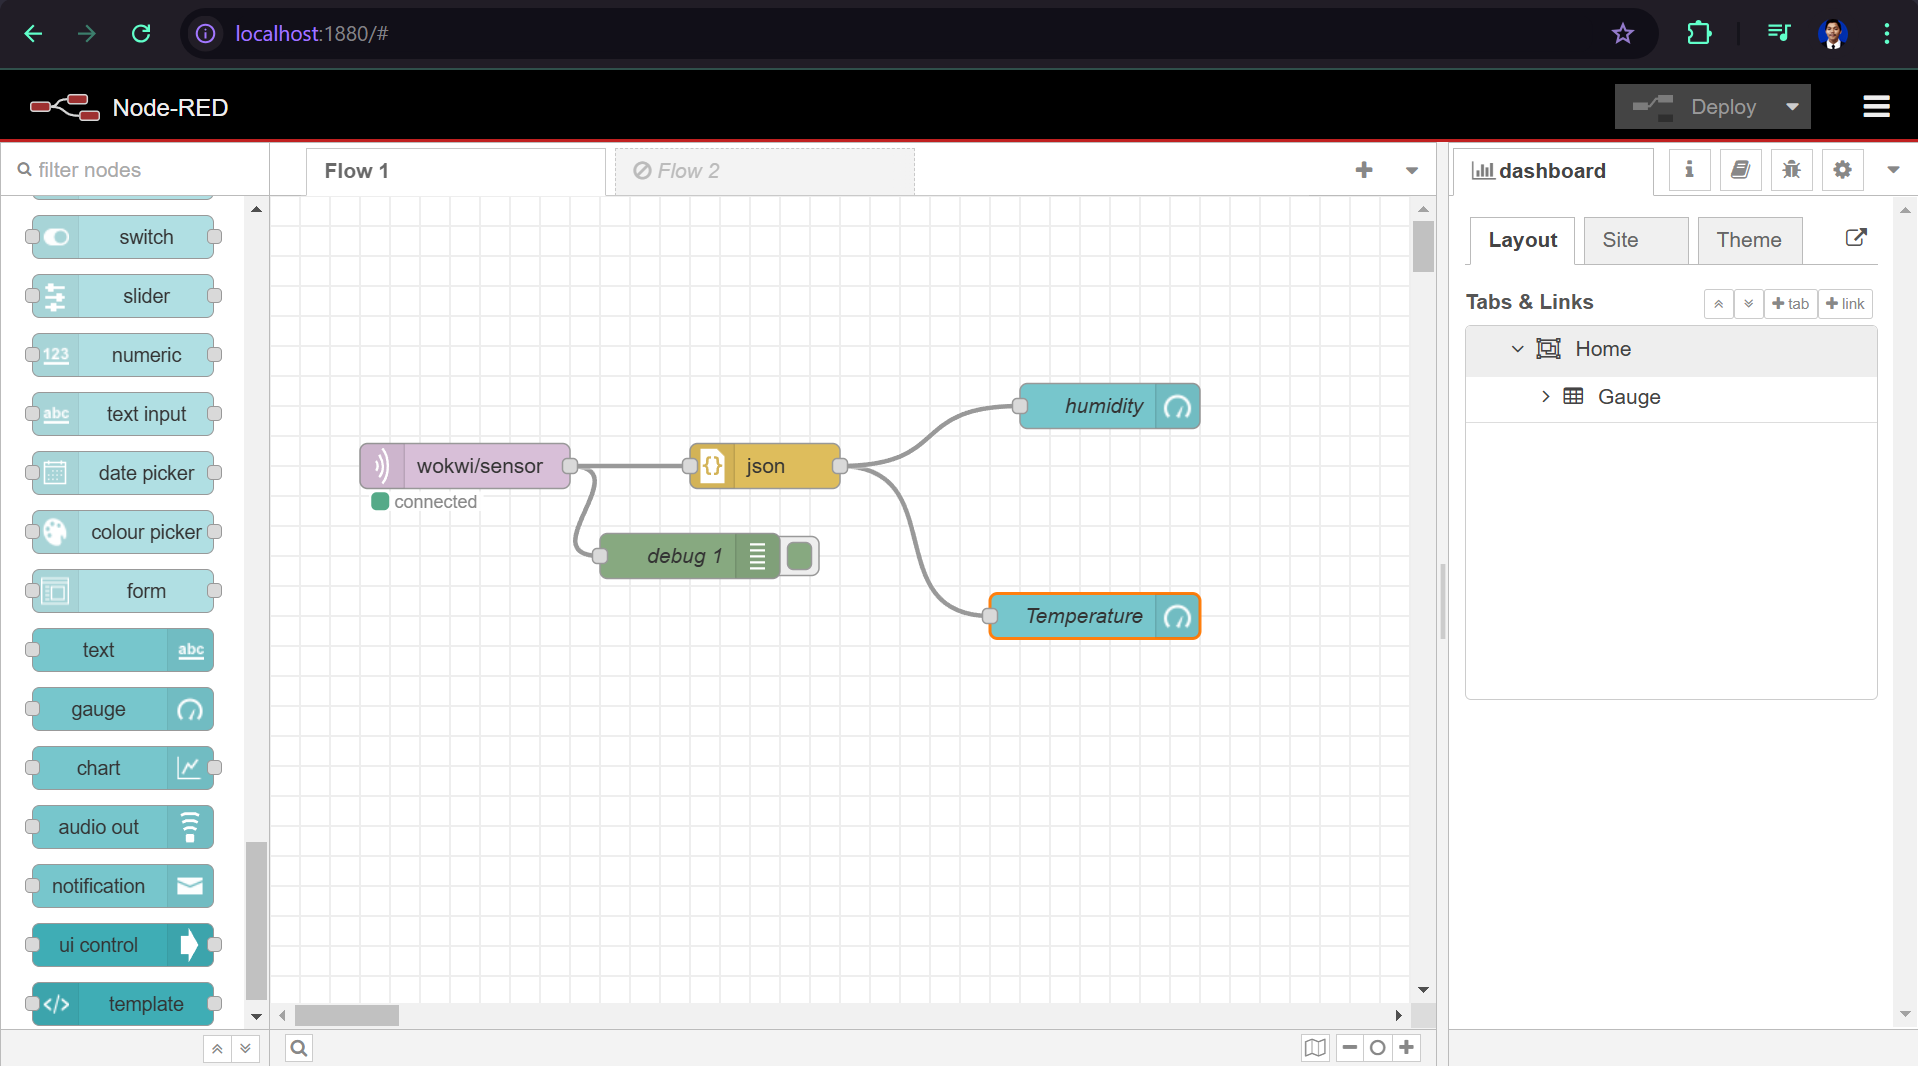 localhost:1880/#
Node-RED
Deploy
filter nodes
Flow 1
Flow 2
dashboard
switch
slider
123 numeric
abc text input
date picker
colour picker
form
text abc
gauge
chart
audio out
notification
ui control
</> template
wokwi/sensor
connected
{} json
debug 1
humidity
Temperature
Layout
Site
Theme
Tabs & Links
tab
link
Home
Gauge